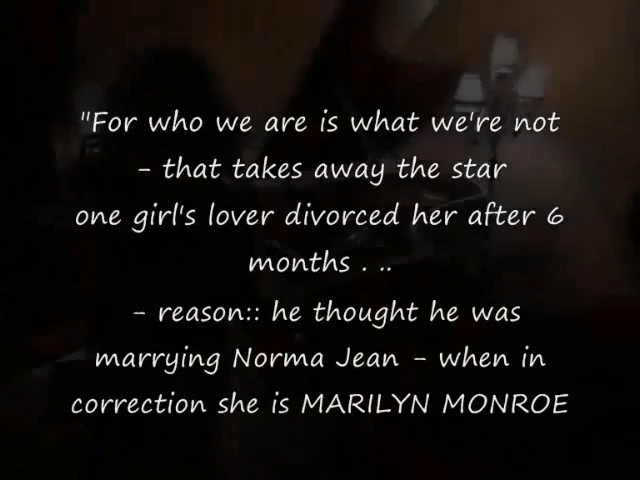 "For who we are is what we're not
- that takes away the star
one girl's lover divorced her after 6
months . ..
- reason:: he thought he was
marrying Norma Jean - when in
correction she is MARILYN MONROE